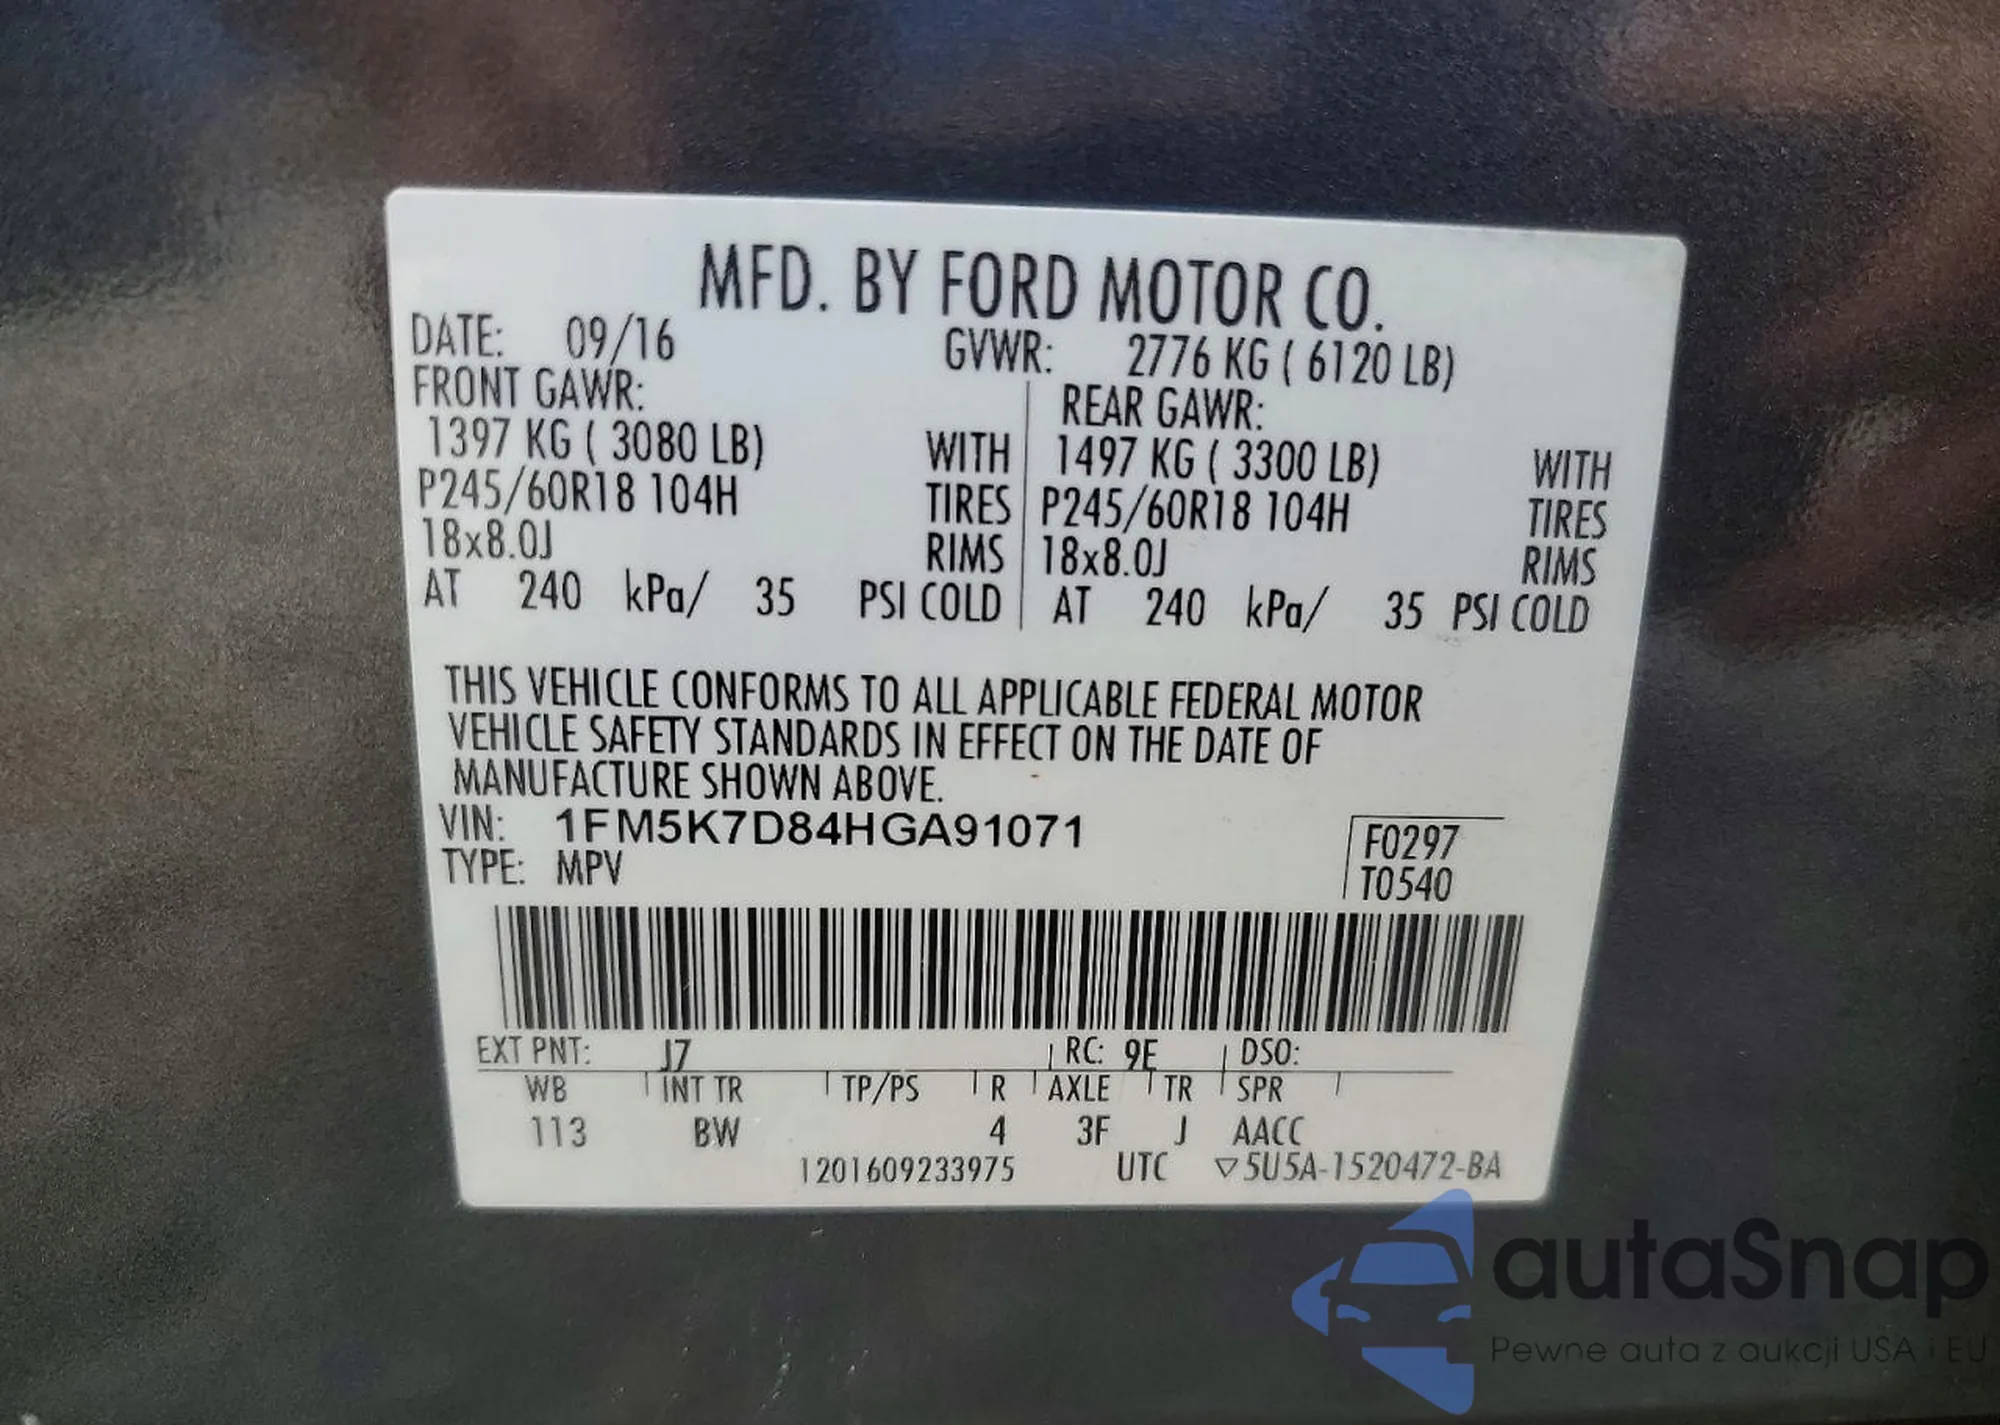 MFD. BY FORD MOTOR CO.
DATE: 09/16 GVWR: 2776 KG ( 6120 LB)
FRONT GAWR: REAR GAWR:
1397 KG ( 3080 LB) WITH 1497 KG ( 3300 LB) WITH
P245/60R18 104H TIRES P245/60R18 104H TIRES
18x8.0J RIMS 18x8.0J RIMS
AT 240 kPa/ 35 PSI COLD AT 240 kPa/ 35 PSI COLD
THIS VEHICLE CONFORMS TO ALL APPLICABLE FEDERAL MOTOR
VEHICLE SAFETY STANDARDS IN EFFECT ON THE DATE OF
MANUFACTURE SHOWN ABOVE.
VIN: 1FM5K7D84HGA91071 F0297
TYPE: MPV T0540
EXT PNT: J7 RC: 9E DSO:
WB INT TR TP/PS R AXLE TR SPR
113 BW 4 3F J AACC
1201609233975 UTC ▽5U5A-1520472-BA
autaSnap
Pewne auta z aukcji USA i EU